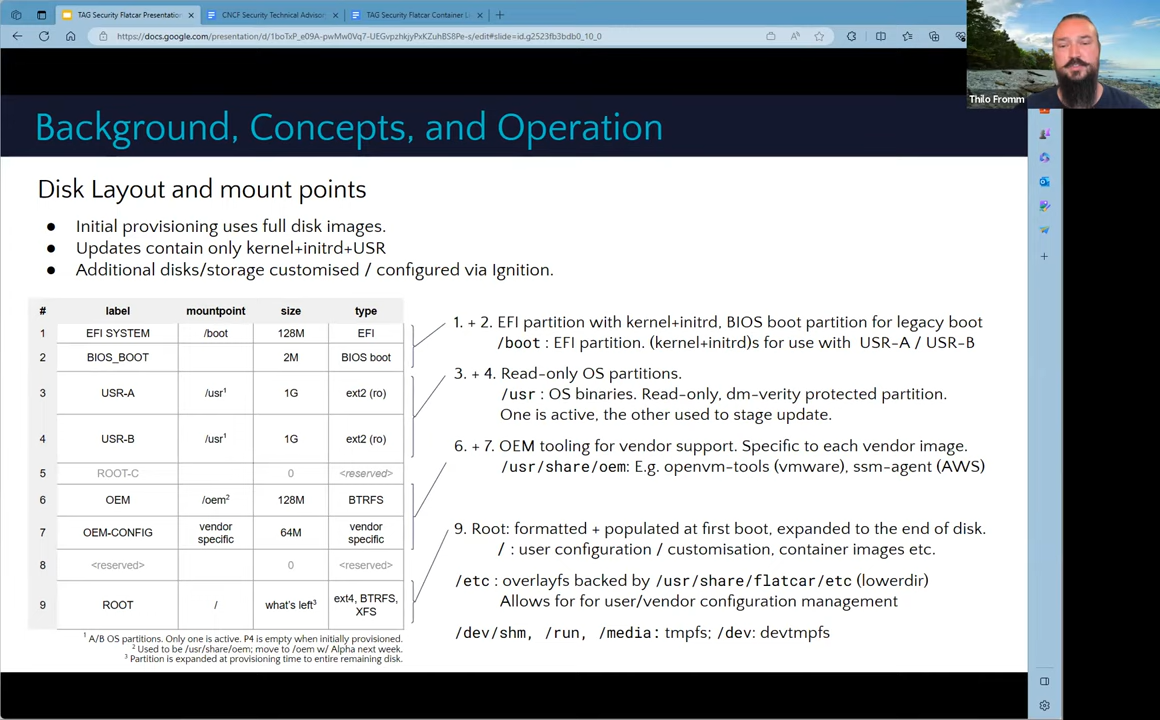 TAG Security Flatcar Presentation
CNCF Security Technical Advisor
TAG Security Flatcar Container L
https://docs.google.com/presentation/d/1boTxP_e09A-pwMw0Vq7-UEGvpzhkjyPxKZuhBS8Pe-s/edit#slide=id.g2523fb3bdb0_10_0
Thilo Fromm
Background, Concepts, and Operation
Disk Layout and mount points
● Initial provisioning uses full disk images.
● Updates contain only kernel+initrd+USR
● Additional disks/storage customised / configured via Ignition.
# label mountpoint size type
1 EFI SYSTEM /boot 128M EFI
2 BIOS_BOOT 2M BIOS boot
3 USR-A /usr¹ 1G ext2 (ro)
4 USR-B /usr¹ 1G ext2 (ro)
5 ROOT-C 0 <reserved>
6 OEM /oem² 128M BTRFS
7 OEM-CONFIG vendor specific 64M vendor specific
8 <reserved> 0 <reserved>
9 ROOT / what's left³ ext4, BTRFS, XFS
¹ A/B OS partitions. Only one is active. P4 is empty when initially provisioned.
² Used to be /usr/share/oem; move to /oem w/ Alpha next week.
³ Partition is expanded at provisioning time to entire remaining disk.
1. + 2. EFI partition with kernel+initrd, BIOS boot partition for legacy boot
/boot : EFI partition. (kernel+initrd)s for use with USR-A / USR-B
3. + 4. Read-only OS partitions.
/usr : OS binaries. Read-only, dm-verity protected partition.
One is active, the other used to stage update.
6. + 7. OEM tooling for vendor support. Specific to each vendor image.
/usr/share/oem: E.g. openvm-tools (vmware), ssm-agent (AWS)
9. Root: formatted + populated at first boot, expanded to the end of disk.
/ : user configuration / customisation, container images etc.
/etc : overlayfs backed by /usr/share/flatcar/etc (lowerdir)
Allows for for user/vendor configuration management
/dev/shm, /run, /media: tmpfs; /dev: devtmpfs